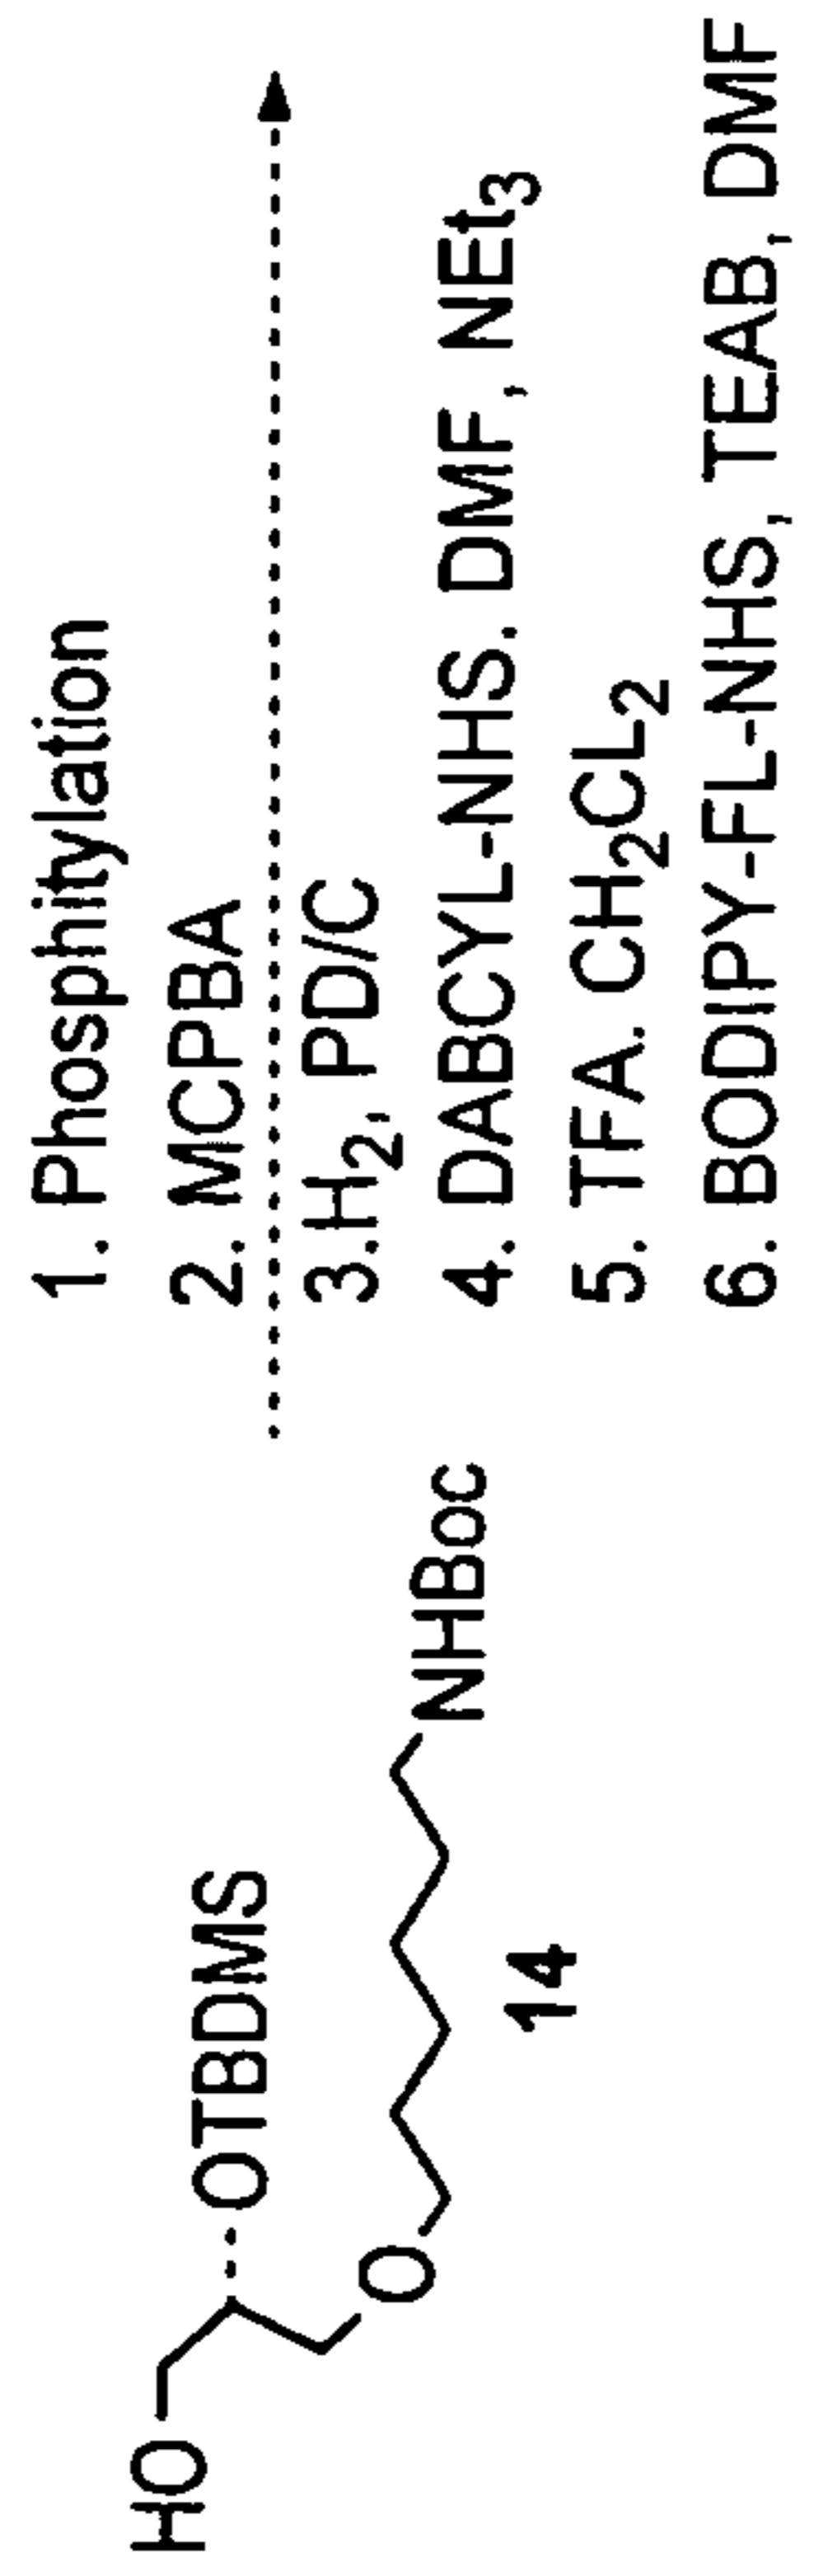 HO
OTBDMS
O
NHBoc
14
1. Phosphitylation
2. MCPBA
3.H2, PD/C
4. DABCYL-NHS. DMF, NEt3
5. TFA. CH2CL2
6. BODIPY-FL-NHS, TEAB, DMF